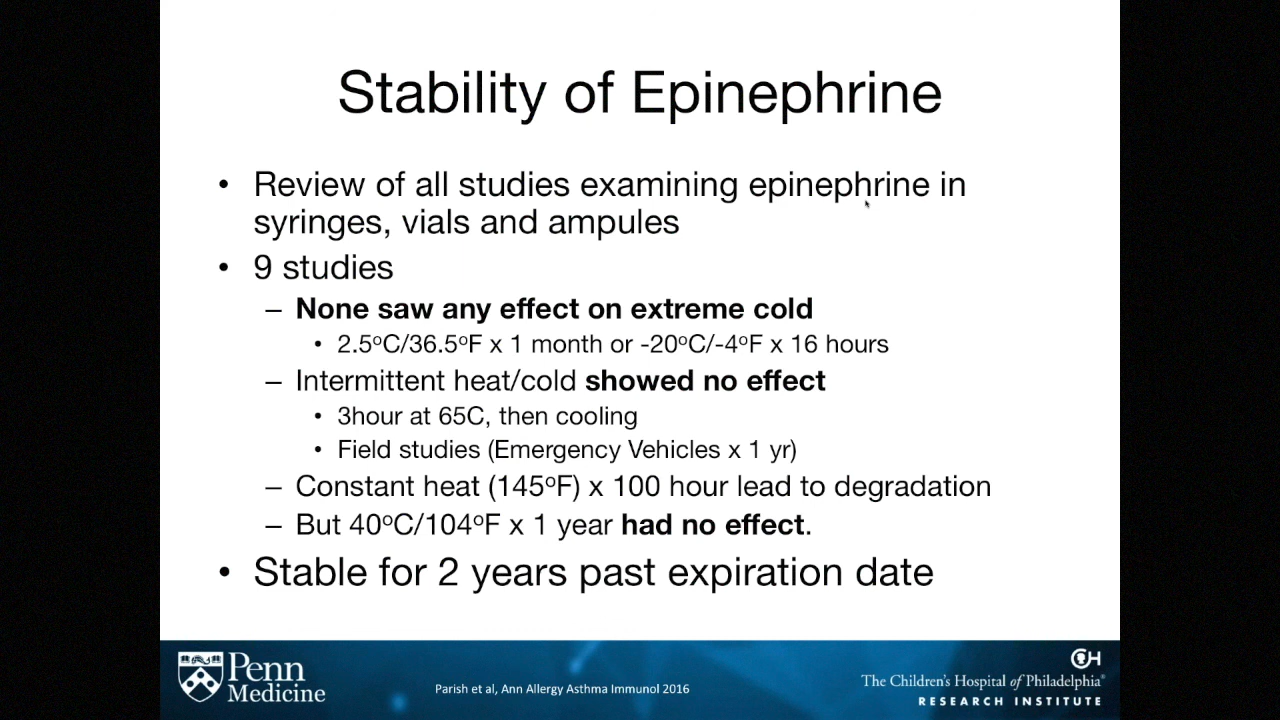 Stability of Epinephrine
• Review of all studies examining epinephrine in
syringes, vials and ampules
• 9 studies
– None saw any effect on extreme cold
• 2.5ºC/36.5ºF x 1 month or -20ºC/-4ºF x 16 hours
– Intermittent heat/cold showed no effect
• 3hour at 65C, then cooling
• Field studies (Emergency Vehicles x 1 yr)
– Constant heat (145ºF) x 100 hour lead to degradation
– But 40ºC/104ºF x 1 year had no effect.
• Stable for 2 years past expiration date
Penn
Medicine
Parish et al, Ann Allergy Asthma Immunol 2016
The Children's Hospital of Philadelphia®
RESEARCH INSTITUTE